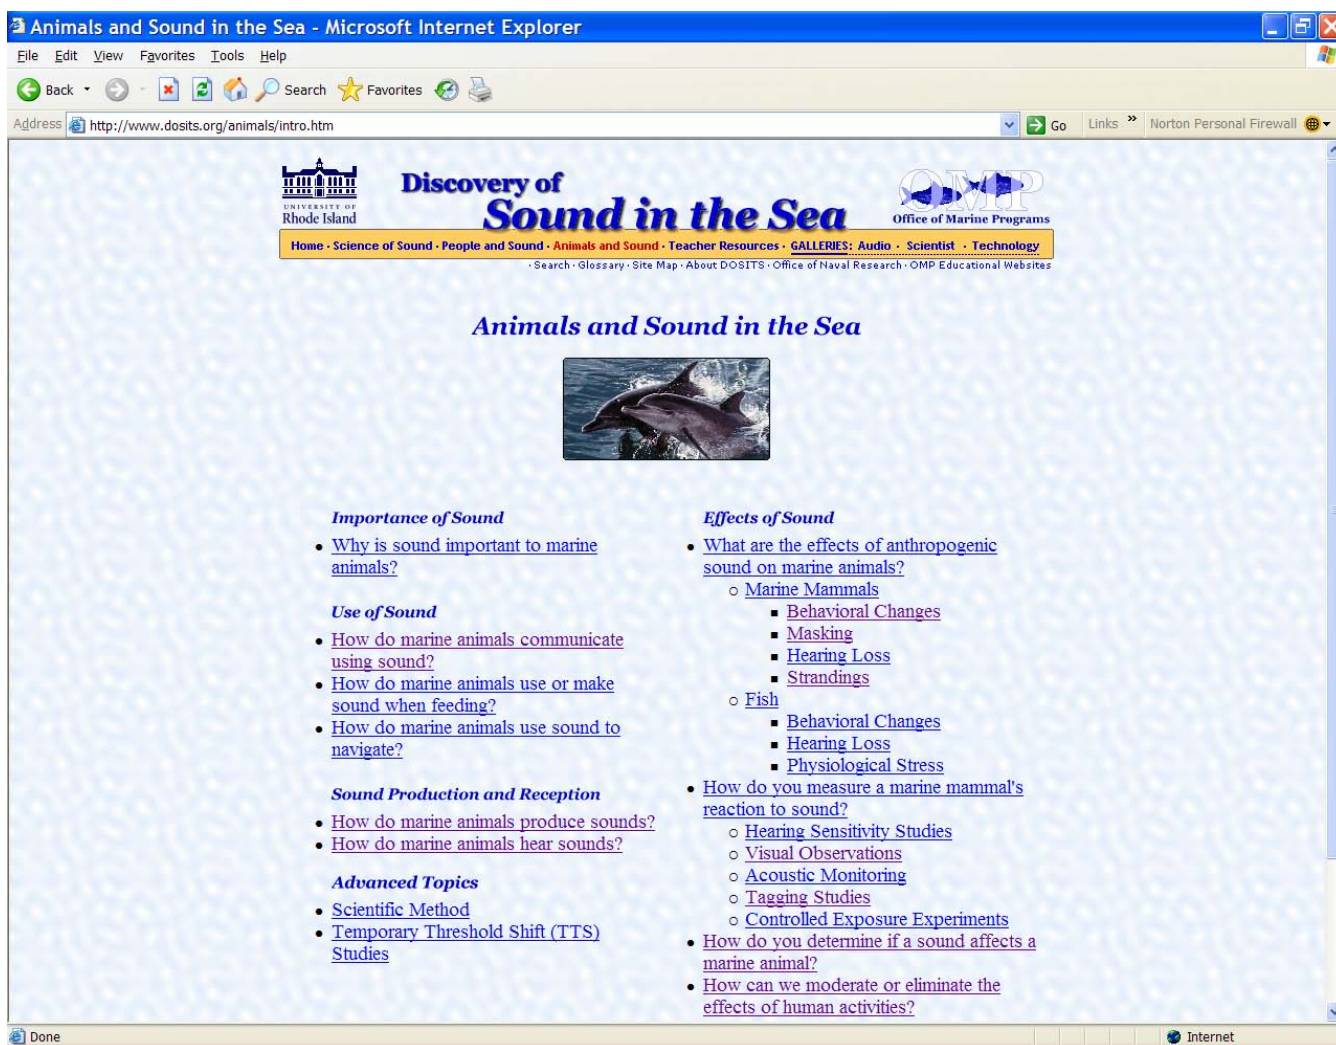 Animals and Sound in the Sea - Microsoft Internet Explorer
File Edit View Favorites Tools Help
Back Search Favorites
Address http://www.dosits.org/animals/intro.htm Go Links » Norton Personal Firewall
UNIVERSITY OF
Rhode Island
Discovery of
Sound in the Sea
OMP
Office of Marine Programs
Home · Science of Sound · People and Sound · Animals and Sound · Teacher Resources · GALLERIES: Audio · Scientist · Technology
· Search · Glossary · Site Map · About DOSITS · Office of Naval Research · OMP Educational Websites
Animals and Sound in the Sea
Importance of Sound
• Why is sound important to marine
animals?
Use of Sound
• How do marine animals communicate
using sound?
• How do marine animals use or make
sound when feeding?
• How do marine animals use sound to
navigate?
Sound Production and Reception
• How do marine animals produce sounds?
• How do marine animals hear sounds?
Advanced Topics
• Scientific Method
• Temporary Threshold Shift (TTS)
Studies
Effects of Sound
• What are the effects of anthropogenic
sound on marine animals?
○ Marine Mammals
■ Behavioral Changes
■ Masking
■ Hearing Loss
■ Strandings
○ Fish
■ Behavioral Changes
■ Hearing Loss
■ Physiological Stress
• How do you measure a marine mammal's
reaction to sound?
○ Hearing Sensitivity Studies
○ Visual Observations
○ Acoustic Monitoring
○ Tagging Studies
○ Controlled Exposure Experiments
• How do you determine if a sound affects a
marine animal?
• How can we moderate or eliminate the
effects of human activities?
Done Internet